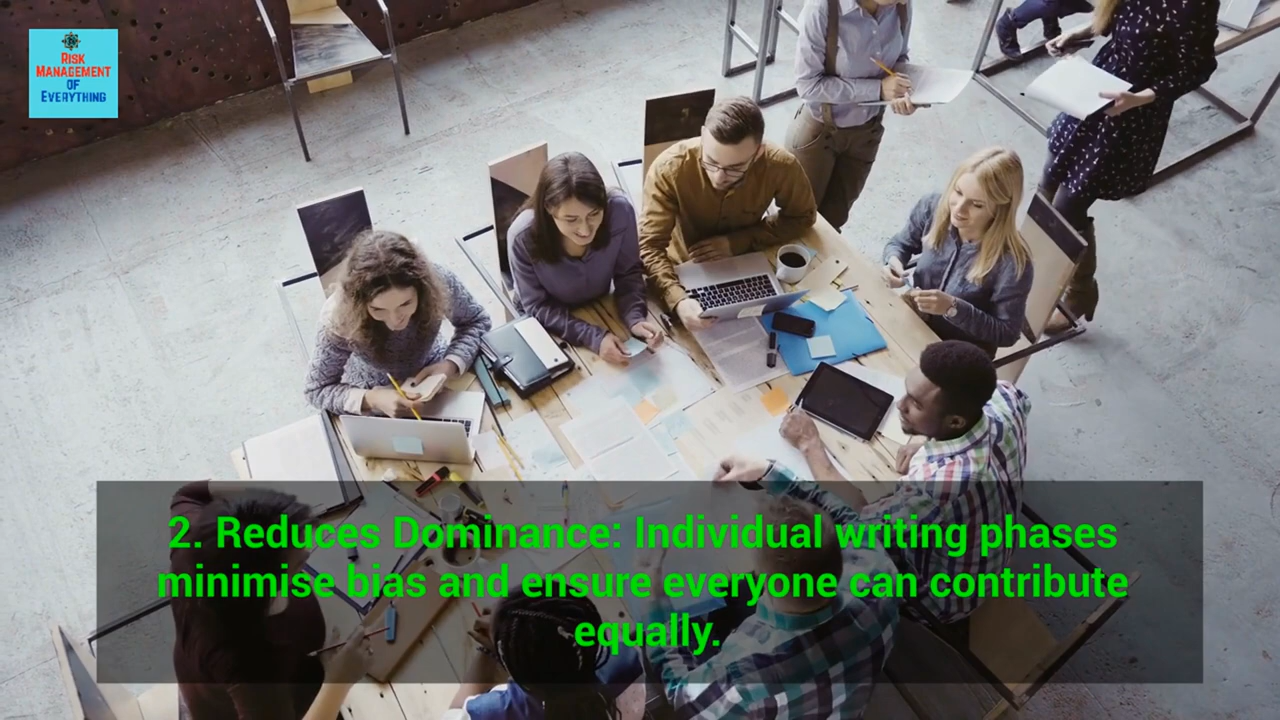 RISK
MANAGEMENT
OF
EVERYTHING
2. Reduces Dominance: Individual writing phases
minimise bias and ensure everyone can contribute
equally.